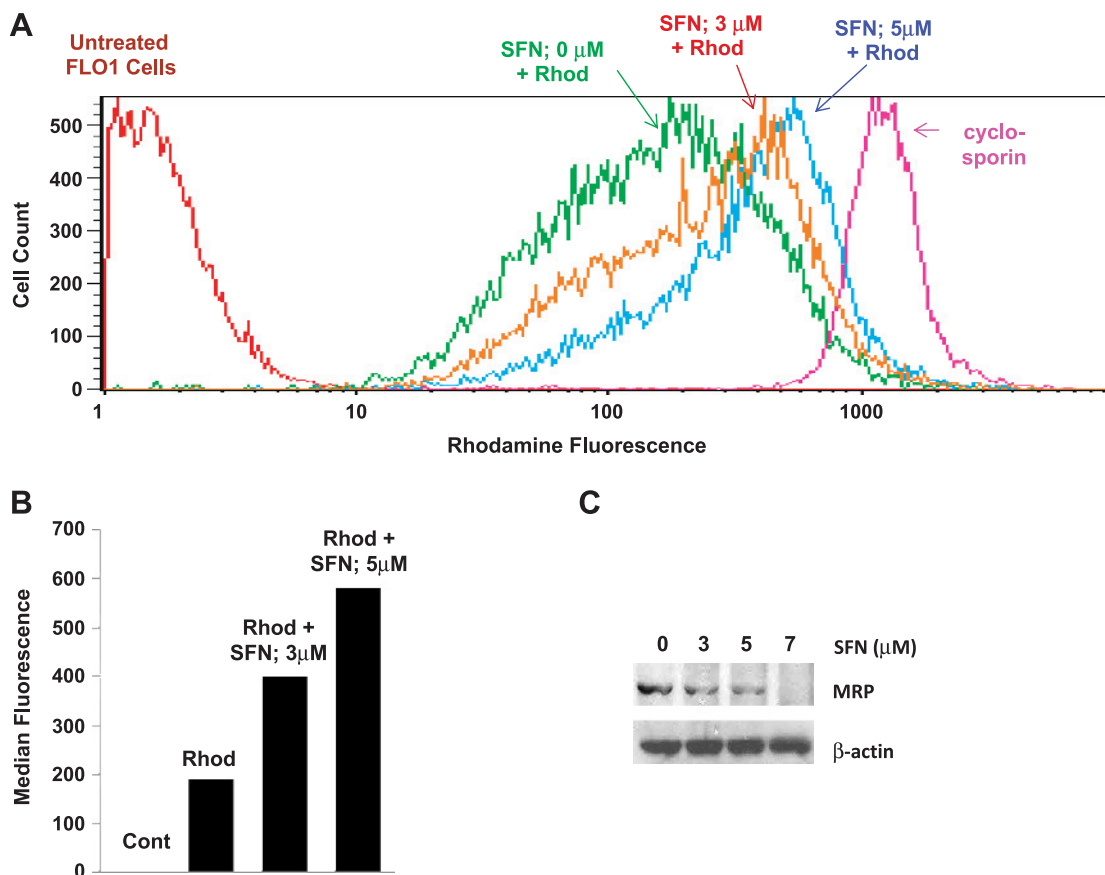 A
Untreated
FLO1 Cells
SFN; 0 μM
+ Rhod
SFN; 3 μM
+ Rhod
SFN; 5μM
+ Rhod
cyclo-
sporin
500
400
300
200
100
0
Cell Count
1 10 100 1000
Rhodamine Fluorescence
B
700
600
500
400
300
200
100
0
Median Fluorescence
Cont
Rhod
Rhod +
SFN; 3μM
Rhod +
SFN; 5μM
C
0 3 5 7 SFN (μM)
MRP
β-actin